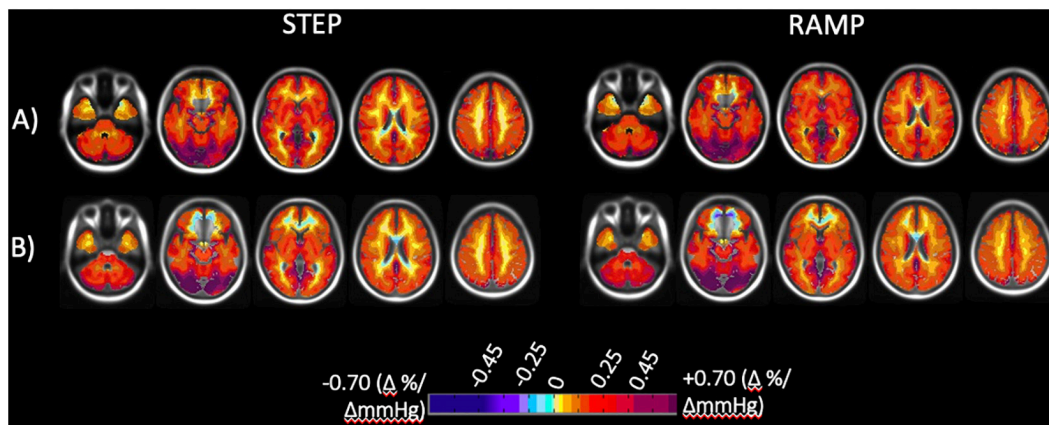 STEP RAMP
A)
B)
-0.70 (Δ %/ΔmmHg) -0.45 -0.25 0 0.25 0.45 +0.70 (Δ %/ΔmmHg)